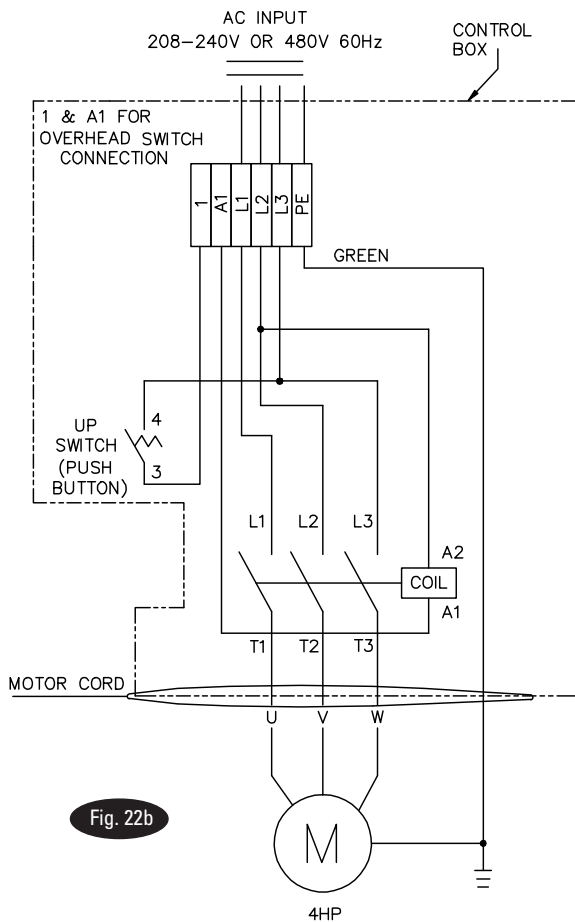 AC INPUT
208-240V OR 480V 60Hz
CONTROL
BOX
1 & A1 FOR
OVERHEAD SWITCH
CONNECTION
1
A1
L1
L2
L3
PE
GREEN
UP
SWITCH
(PUSH
BUTTON)
4
3
L1
L2
L3
A2
COIL
A1
T1
T2
T3
MOTOR CORD
U
V
W
M
Fig. 22b
4HP